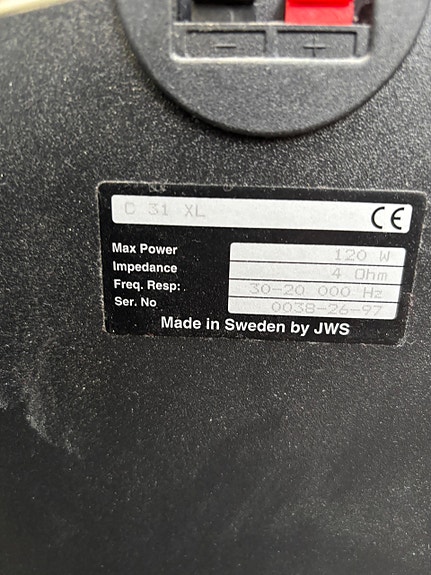 - +
C 31 XL CE
Max Power 120 W
Impedance 4 Ohm
Freq. Resp: 30-20 000 Hz
Ser. No 0038-26-97
Made in Sweden by JWS